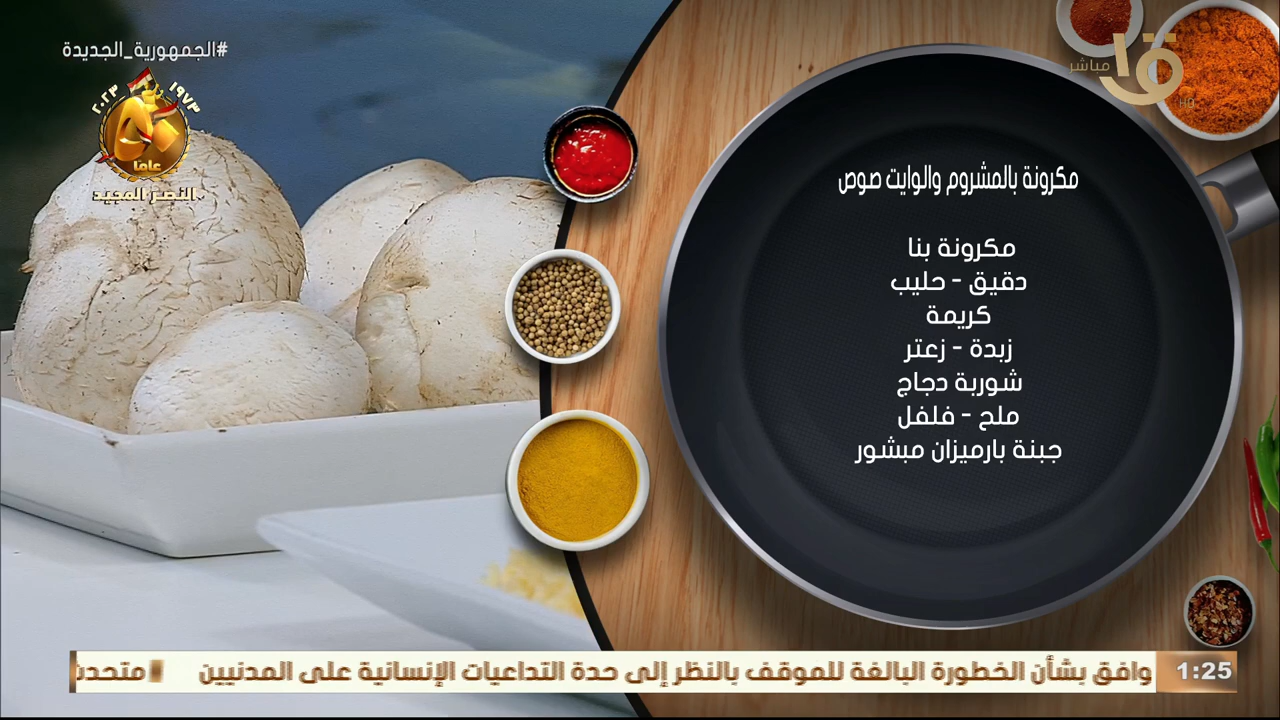 #الجمهورية_الجديدة
١٩٧٣
٢٠٢٣
٥٠
عاما
النصر المجيد
مباشر
HD
مكرونة بالمشروم والوايت صوص
مكرونة بنا
دقيق - حليب
كريمة
زبدة - زعتر
شوربة دجاج
ملح - فلفل
جبنة بارميزان مبشور
1:25
وافق بشأن الخطورة البالغة للموقف بالنظر إلى حدة التداعيات الإنسانية على المدنيين